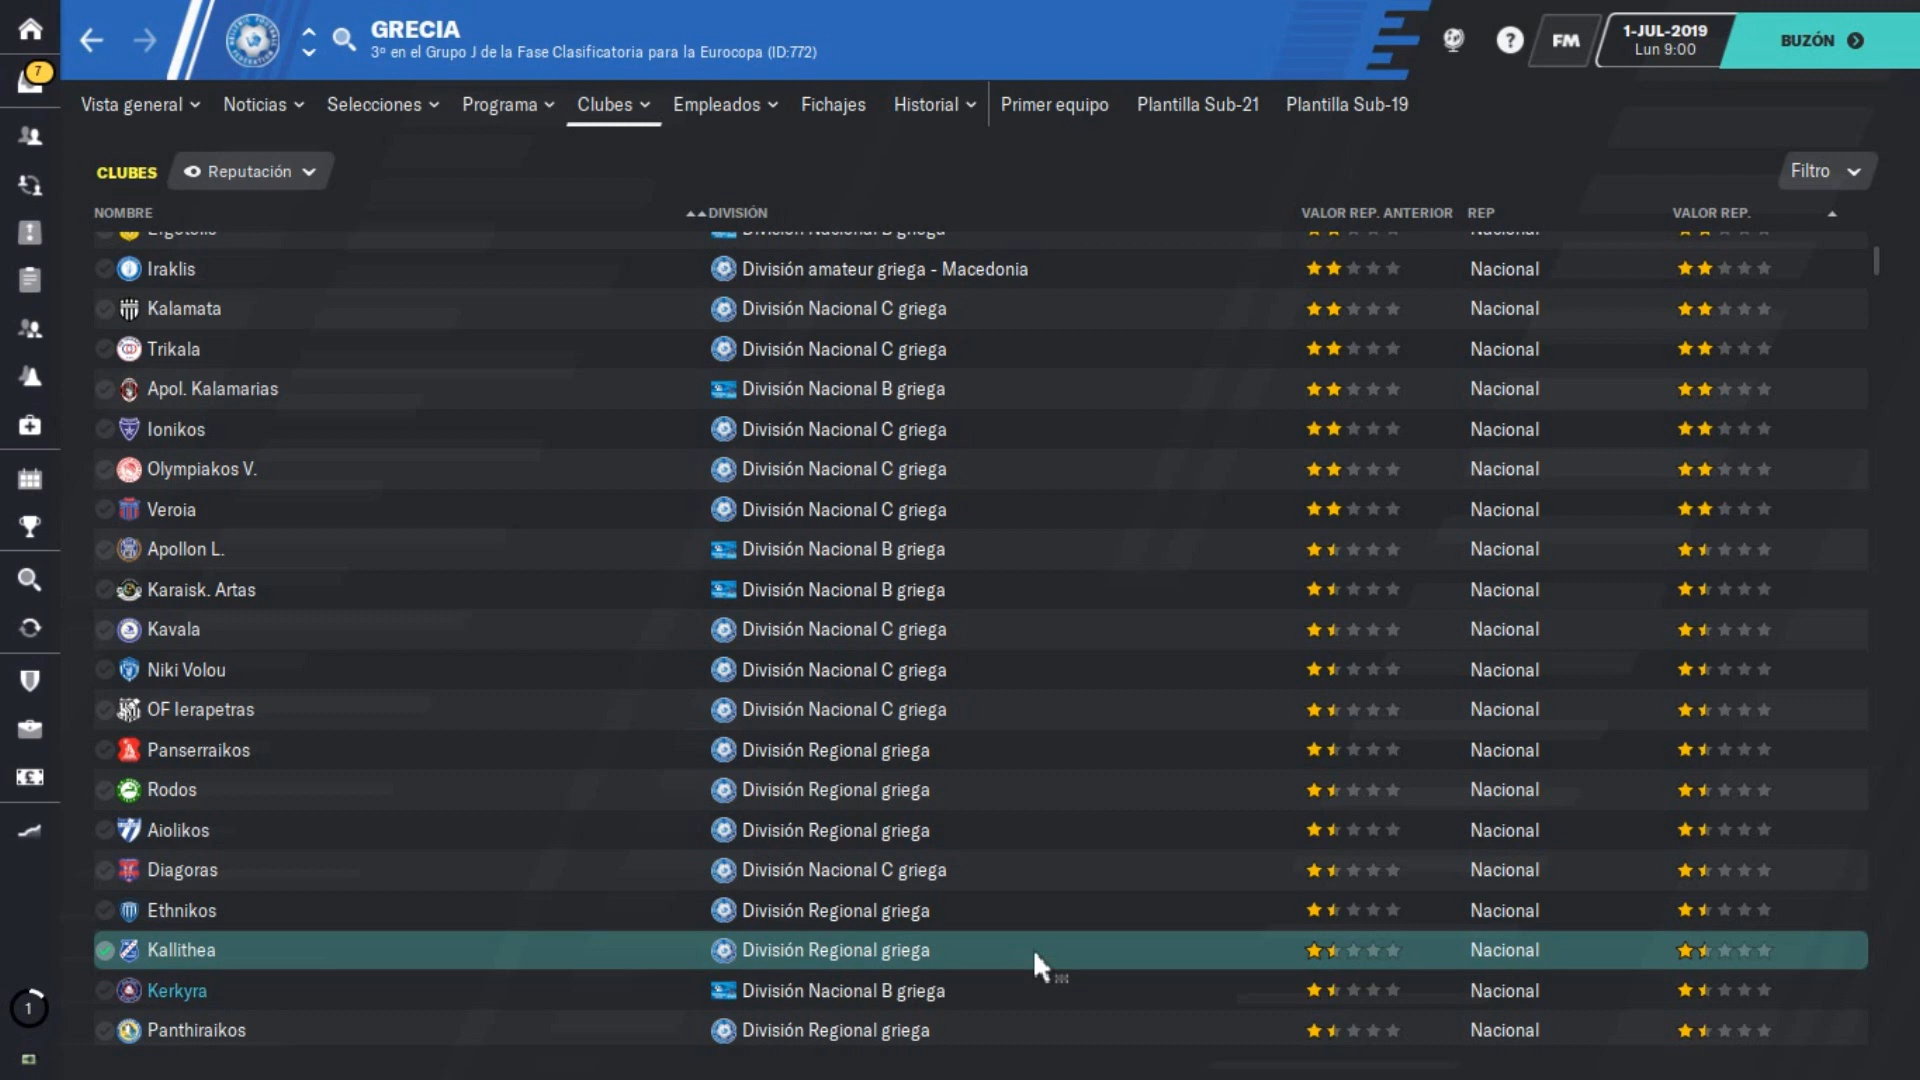 GRECIA
3º en el Grupo J de la Fase Clasificatoria para la Eurocopa (ID:772)
FM
1-JUL-2019
Lun 9:00
BUZÓN
7
Vista general Noticias Selecciones Programa Clubes Empleados Fichajes Historial Primer equipo Plantilla Sub-21 Plantilla Sub-19
CLUBES Reputación Filtro
NOMBRE DIVISIÓN VALOR REP. ANTERIOR REP VALOR REP.
Ergotelis División Nacional B griega Nacional
Iraklis División amateur griega - Macedonia Nacional
Kalamata División Nacional C griega Nacional
Trikala División Nacional C griega Nacional
Apol. Kalamarias División Nacional B griega Nacional
Ionikos División Nacional C griega Nacional
Olympiakos V. División Nacional C griega Nacional
Veroia División Nacional C griega Nacional
Apollon L. División Nacional B griega Nacional
Karaisk. Artas División Nacional B griega Nacional
Kavala División Nacional C griega Nacional
Niki Volou División Nacional C griega Nacional
OF Ierapetras División Nacional C griega Nacional
Panserraikos División Regional griega Nacional
Rodos División Regional griega Nacional
Aiolikos División Regional griega Nacional
Diagoras División Nacional C griega Nacional
Ethnikos División Regional griega Nacional
Kallithea División Regional griega Nacional
Kerkyra División Nacional B griega Nacional
Panthiraikos División Regional griega Nacional
1